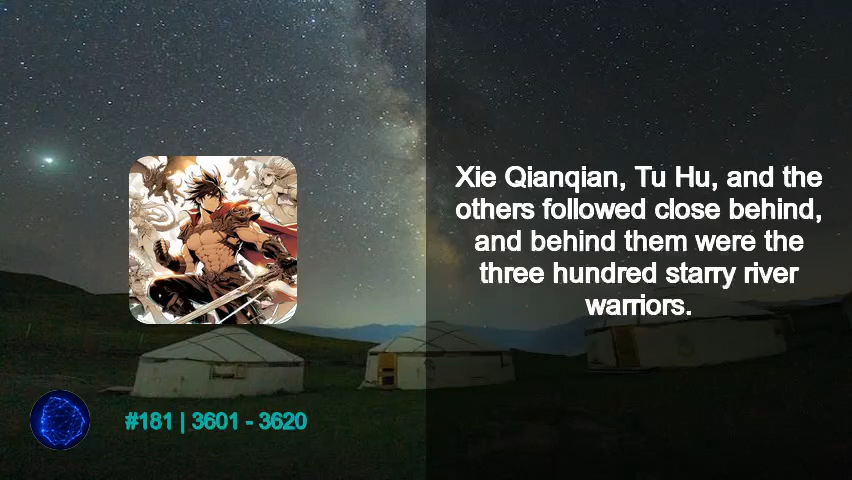 Xie Qianqian, Tu Hu, and the
others followed close behind,
and behind them were the
three hundred starry river
warriors.
#181 | 3601 - 3620